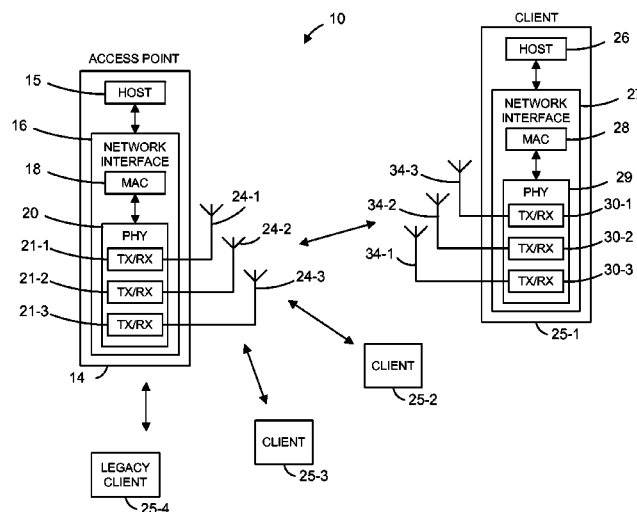 10
ACCESS POINT
15
HOST
16
NETWORK
INTERFACE
18
MAC
20
PHY
21-1
TX/RX
21-2
TX/RX
21-3
TX/RX
14
24-1
24-2
24-3
CLIENT
26
HOST
27
NETWORK
INTERFACE
28
MAC
29
PHY
34-3
30-1
TX/RX
34-2
30-2
TX/RX
34-1
30-3
TX/RX
25-1
CLIENT
25-2
CLIENT
25-3
LEGACY
CLIENT
25-4